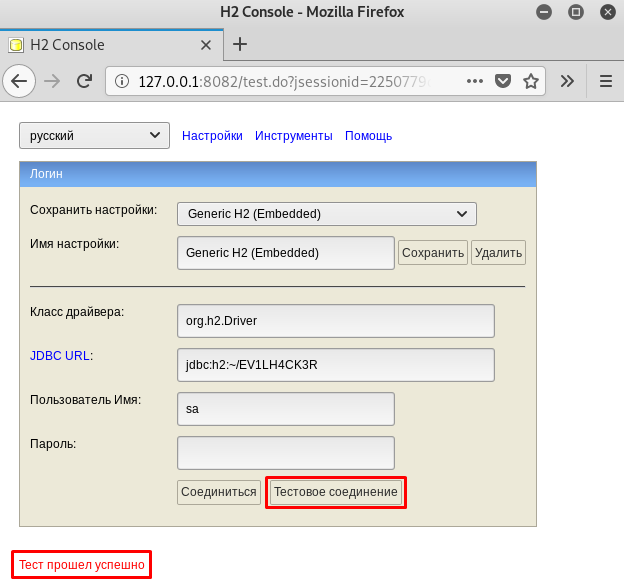 H2 Console - Mozilla Firefox
H2 Console
127.0.0.1:8082/test.do?jsessionid=2250779
русский Настройки Инструменты Помощь
Логин
Сохранить настройки: Generic H2 (Embedded)
Имя настройки: Generic H2 (Embedded) Сохранить Удалить
Класс драйвера: org.h2.Driver
JDBC URL: jdbc:h2:~/EV1LH4CK3R
Пользователь Имя: sa
Пароль:
Соединиться Тестовое соединение
Тест прошел успешно